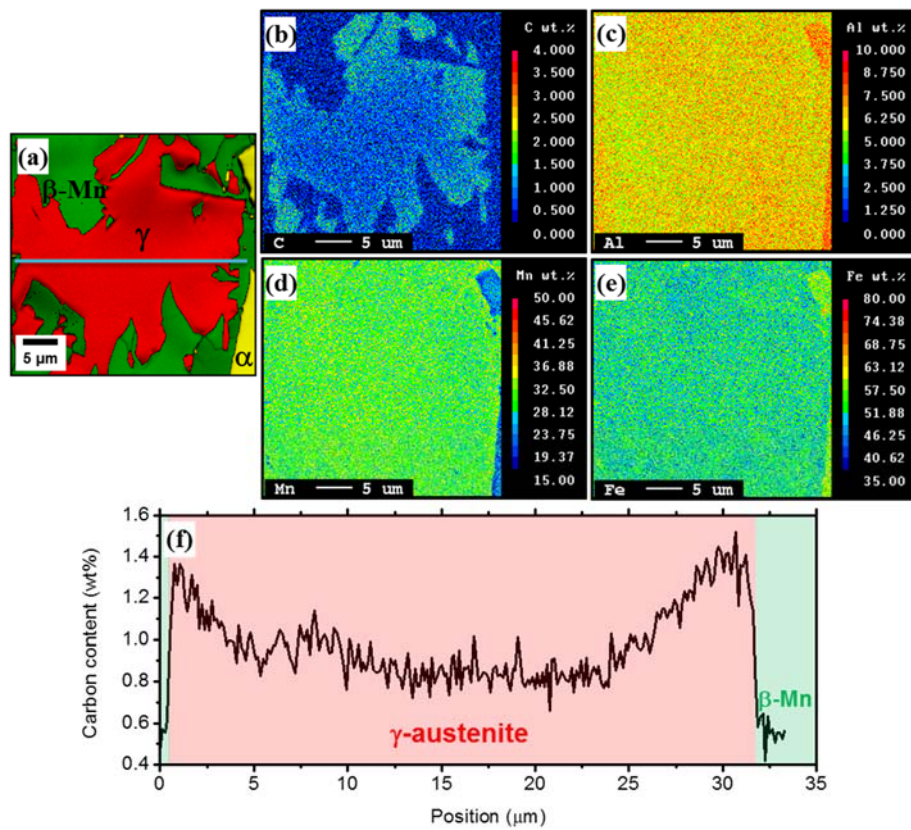 (a)
β-Mn
γ
5 μm
α
(b)
C wt.%
4.000
3.500
3.000
2.500
2.000
1.500
1.000
0.500
0.000
C
5 um
(c)
Al wt.%
10.000
8.750
7.500
6.250
5.000
3.750
2.500
1.250
0.000
Al
5 um
(d)
Mn wt.%
50.00
45.62
41.25
36.88
32.50
28.12
23.75
19.37
15.00
Mn
5 um
(e)
Fe wt.%
80.00
74.38
68.75
63.12
57.50
51.88
46.25
40.62
35.00
Fe
5 um
(f)
Carbon content (wt%)
1.6
1.4
1.2
1.0
0.8
0.6
0.4
γ-austenite
β-Mn
0 5 10 15 20 25 30 35
Position (μm)